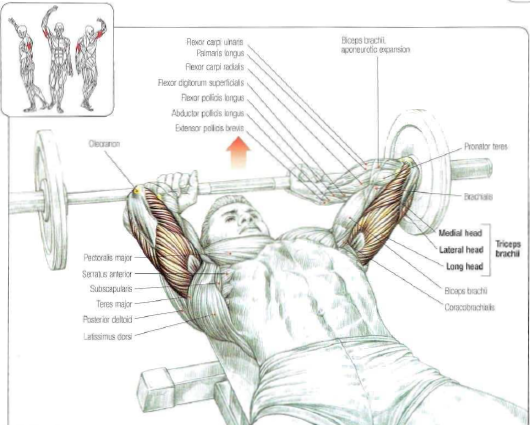 Flexor carpi ulnaris
Palmaris longus
Flexor carpi radialis
Flexor digitorum superficialis
Flexor pollicis longus
Abductor pollicis longus
Extensor pollicis brevis
Biceps brachii,
aponeurotic expansion
Olecranon
Pronator teres
Brachialis
Medial head
Lateral head
Long head
Triceps
brachii
Pectoralis major
Serratus anterior
Subscapularis
Teres major
Posterior deltoid
Latissimus dorsi
Biceps brachii
Coracobrachialis